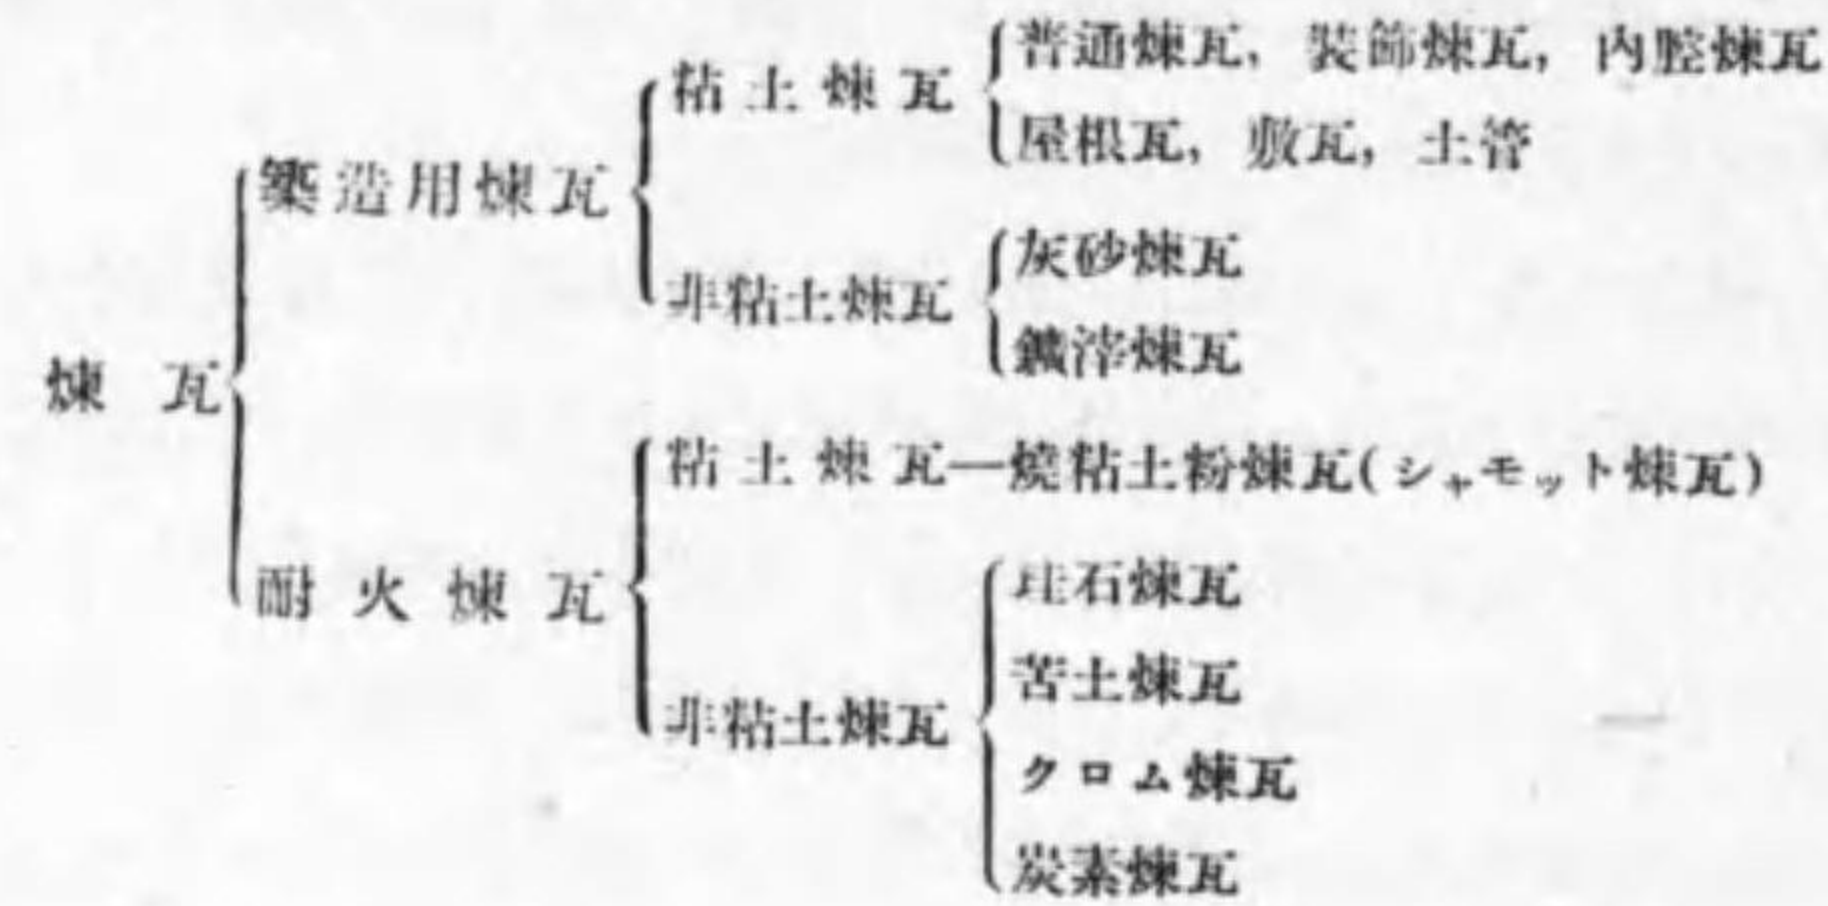 煉瓦
築造用煉瓦
粘土煉瓦
普通煉瓦，装飾煉瓦，内腔煉瓦
屋根瓦，敷瓦，土管
非粘土煉瓦
灰砂煉瓦
鑛滓煉瓦
耐火煉瓦
粘土煉瓦—燒粘土粉煉瓦(シャモット煉瓦)
非粘土煉瓦
珪石煉瓦
苦土煉瓦
クロム煉瓦
炭素煉瓦